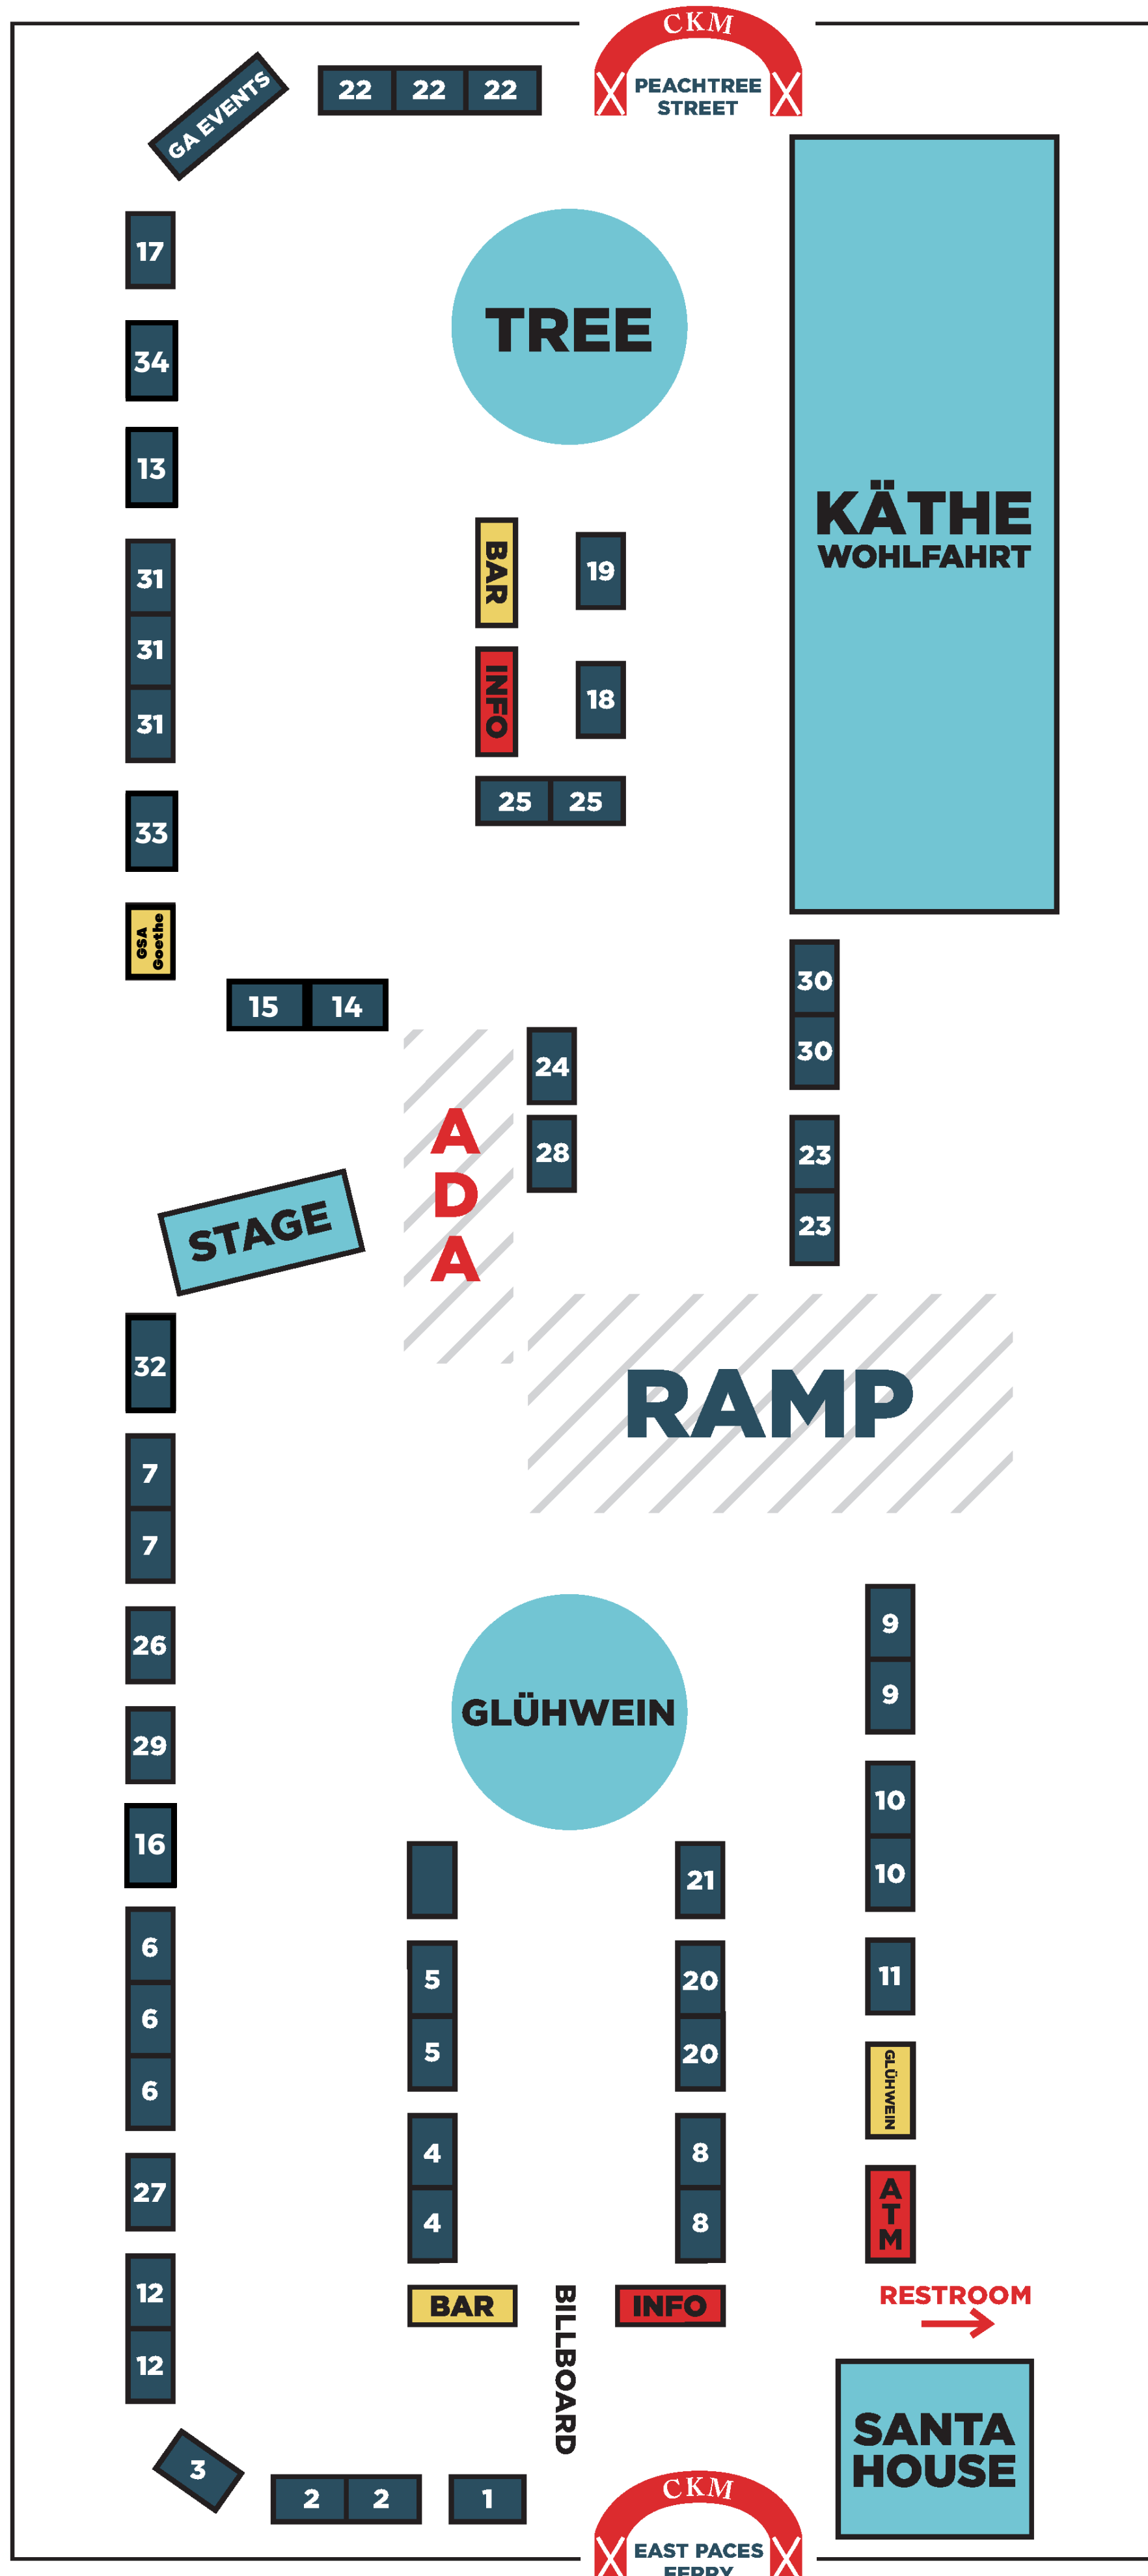 CKM
PEACHTREE
STREET
GA EVENTS
22 22 22
17
TREE
34
13
KÄTHE
WOHLFAHRT
BAR
19
31
31
31
INFO
18
25 25
33
GSA
Goethe
15 14
30
30
24
28
ADA
23
23
STAGE
32
RAMP
7
7
9
9
26
GLÜHWEIN
29
10
10
16
21
6
6
6
5
5
20
20
11
GLÜHWEIN
4
4
8
8
27
ATM
12
12
BAR
BILLBOARD
INFO
RESTROOM
SANTA
HOUSE
3
2 2
1
CKM
EAST PACES
FERRY